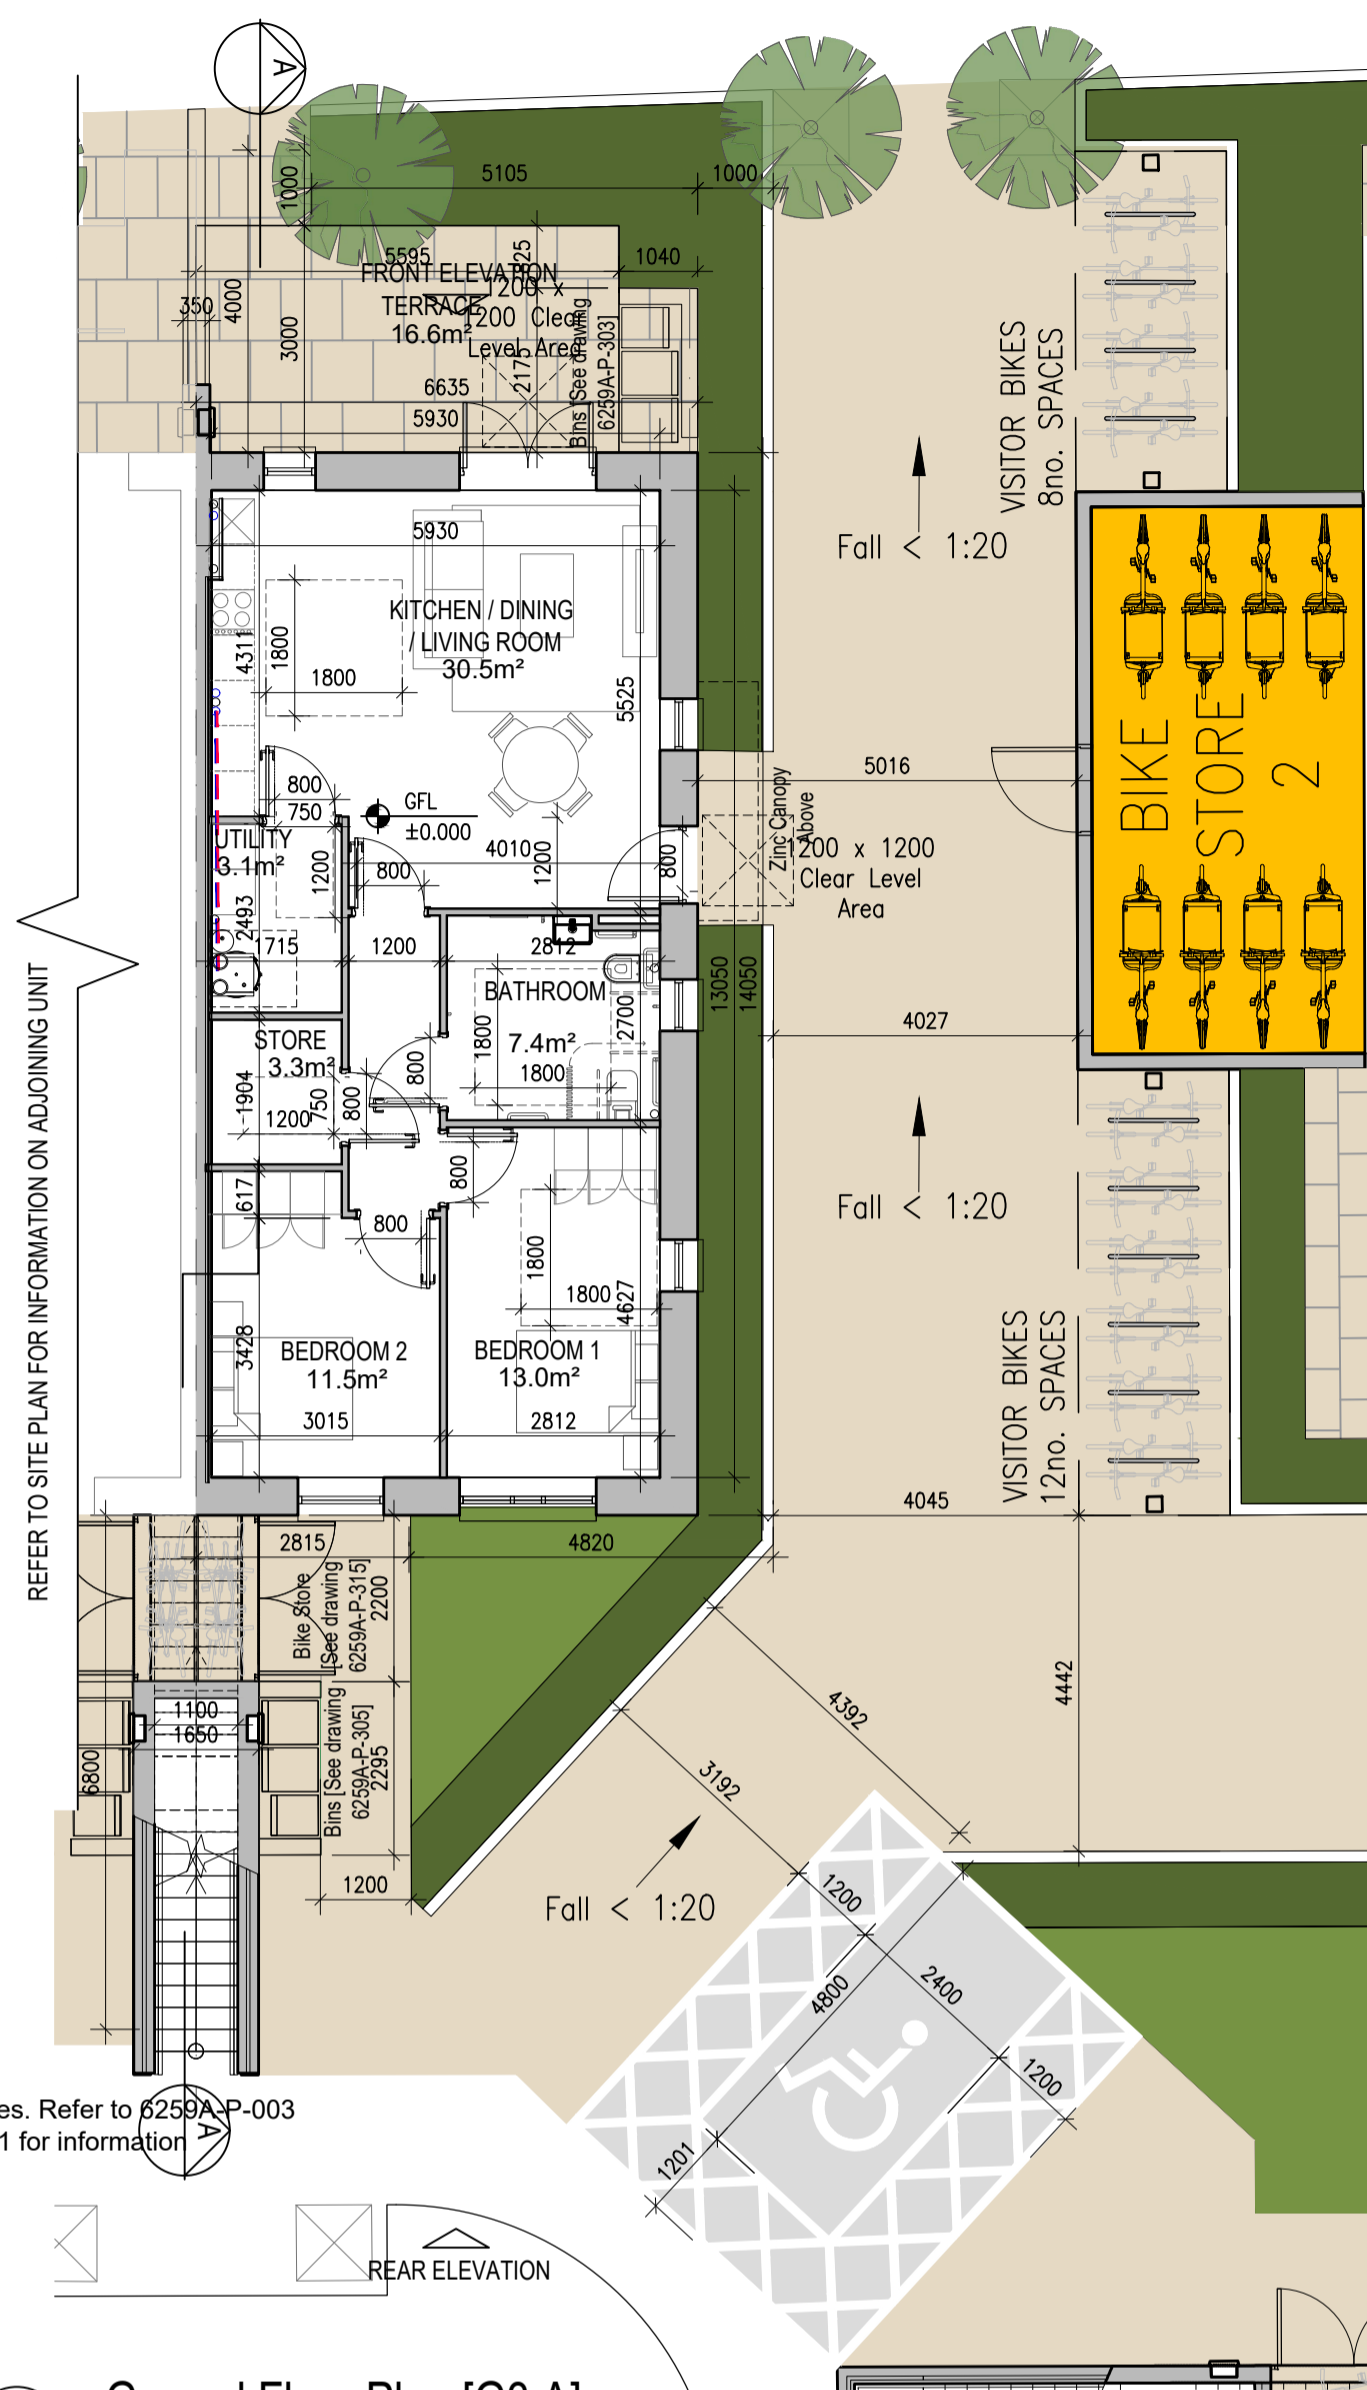 A
5105
1000
1000
5595
825
1040
FRONT ELEVATION
1200 x
TERRACE
1200 Clear
16.6m²
Level Area
350
4000
3000
2175
Bins [See drawing
6259A-P-303]
6635
5930
VISITOR BIKES
8no. SPACES
Fall < 1:20
5930
KITCHEN / DINING
/ LIVING ROOM
30.5m²
4311
1800
1800
5525
BIKE
STORE
2
5016
800
750
GFL
±0.000
Zinc Canopy
Above
UTILITY
3.1m²
1200
4010
800
1200
800
1200 x 1200
Clear Level
Area
2493
1715
1200
2812
BATHROOM
7.4m²
1800
1800
2700
13050
14050
4027
REFER TO SITE PLAN FOR INFORMATION ON ADJOINING UNIT
STORE
3.3m²
1904
1200
750
800
800
Fall < 1:20
617
800
800
1800
1800
4627
3428
BEDROOM 2
11.5m²
BEDROOM 1
13.0m²
3015
2812
VISITOR BIKES
12no. SPACES
4045
2815
4820
Bike Store
[See drawing
6259A-P-315]
2200
4442
1100
1650
Bins [See drawing
6259A-P-305]
2295
6800
4392
3192
1200
Fall < 1:20
1200
4800
2400
1200
1201
es. Refer to 6259A-P-003
1 for information
A
REAR ELEVATION
Ground Floor Plan [C2-A]